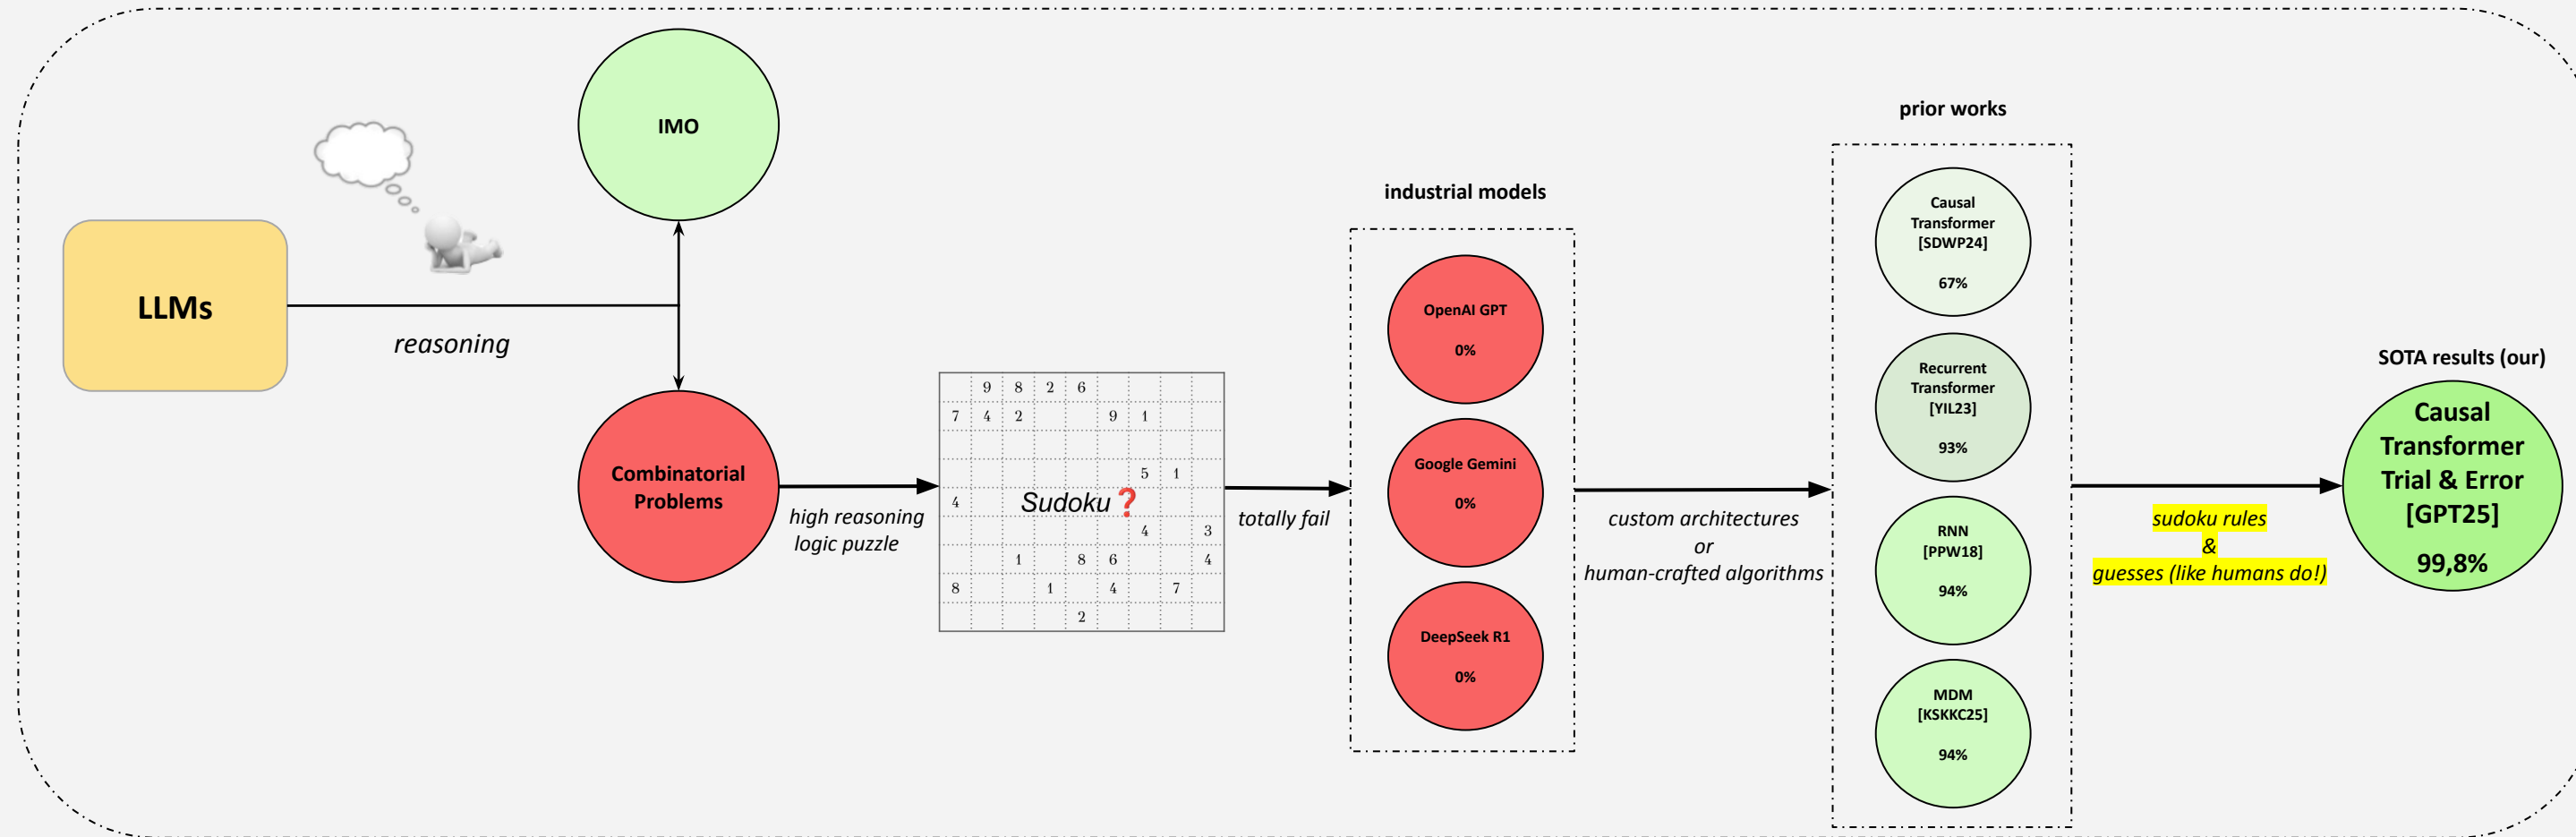 LLMs
reasoning
IMO
Combinatorial
Problems
high reasoning
logic puzzle
9 8 2 6
7 4 2 9 1
5 1
4
Sudoku ❓
4 3
1 8 6 4
8 1 4 7
2
totally fail
industrial models
OpenAI GPT
0%
Google Gemini
0%
DeepSeek R1
0%
custom architectures
or
human-crafted algorithms
prior works
Causal
Transformer
[SDWP24]
67%
Recurrent
Transformer
[YIL23]
93%
RNN
[PPW18]
94%
MDM
[KSKKC25]
94%
sudoku rules
&
guesses (like humans do!)
SOTA results (our)
Causal
Transformer
Trial & Error
[GPT25]
99,8%